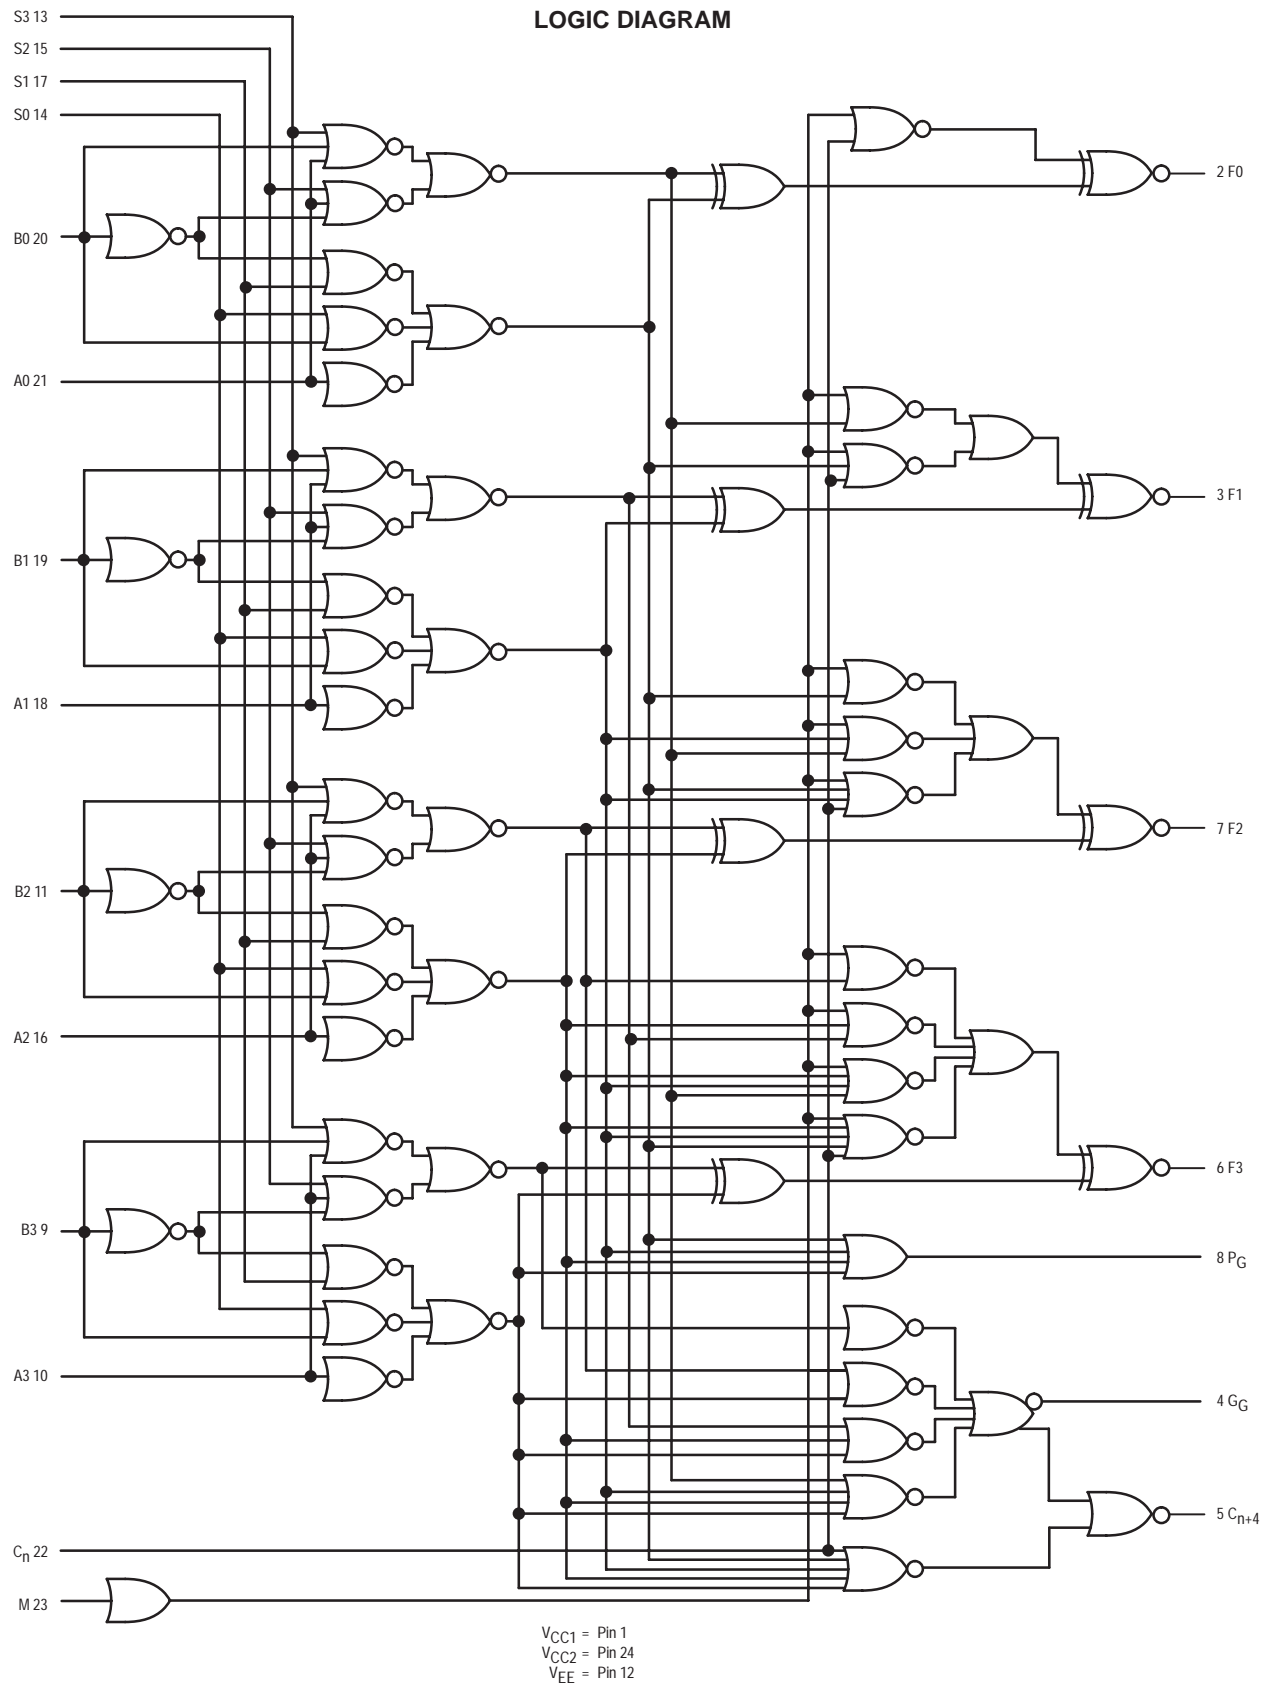 LOGIC DIAGRAM
S3 13
S2 15
S1 17
S0 14
2 F0
B0 20
A0 21
3 F1
B1 19
A1 18
7 F2
B2 11
A2 16
6 F3
B3 9
8 PG
A3 10
4 GG
5 Cn+4
Cn 22
M 23
VCC1 = Pin 1
VCC2 = Pin 24
VEE = Pin 12